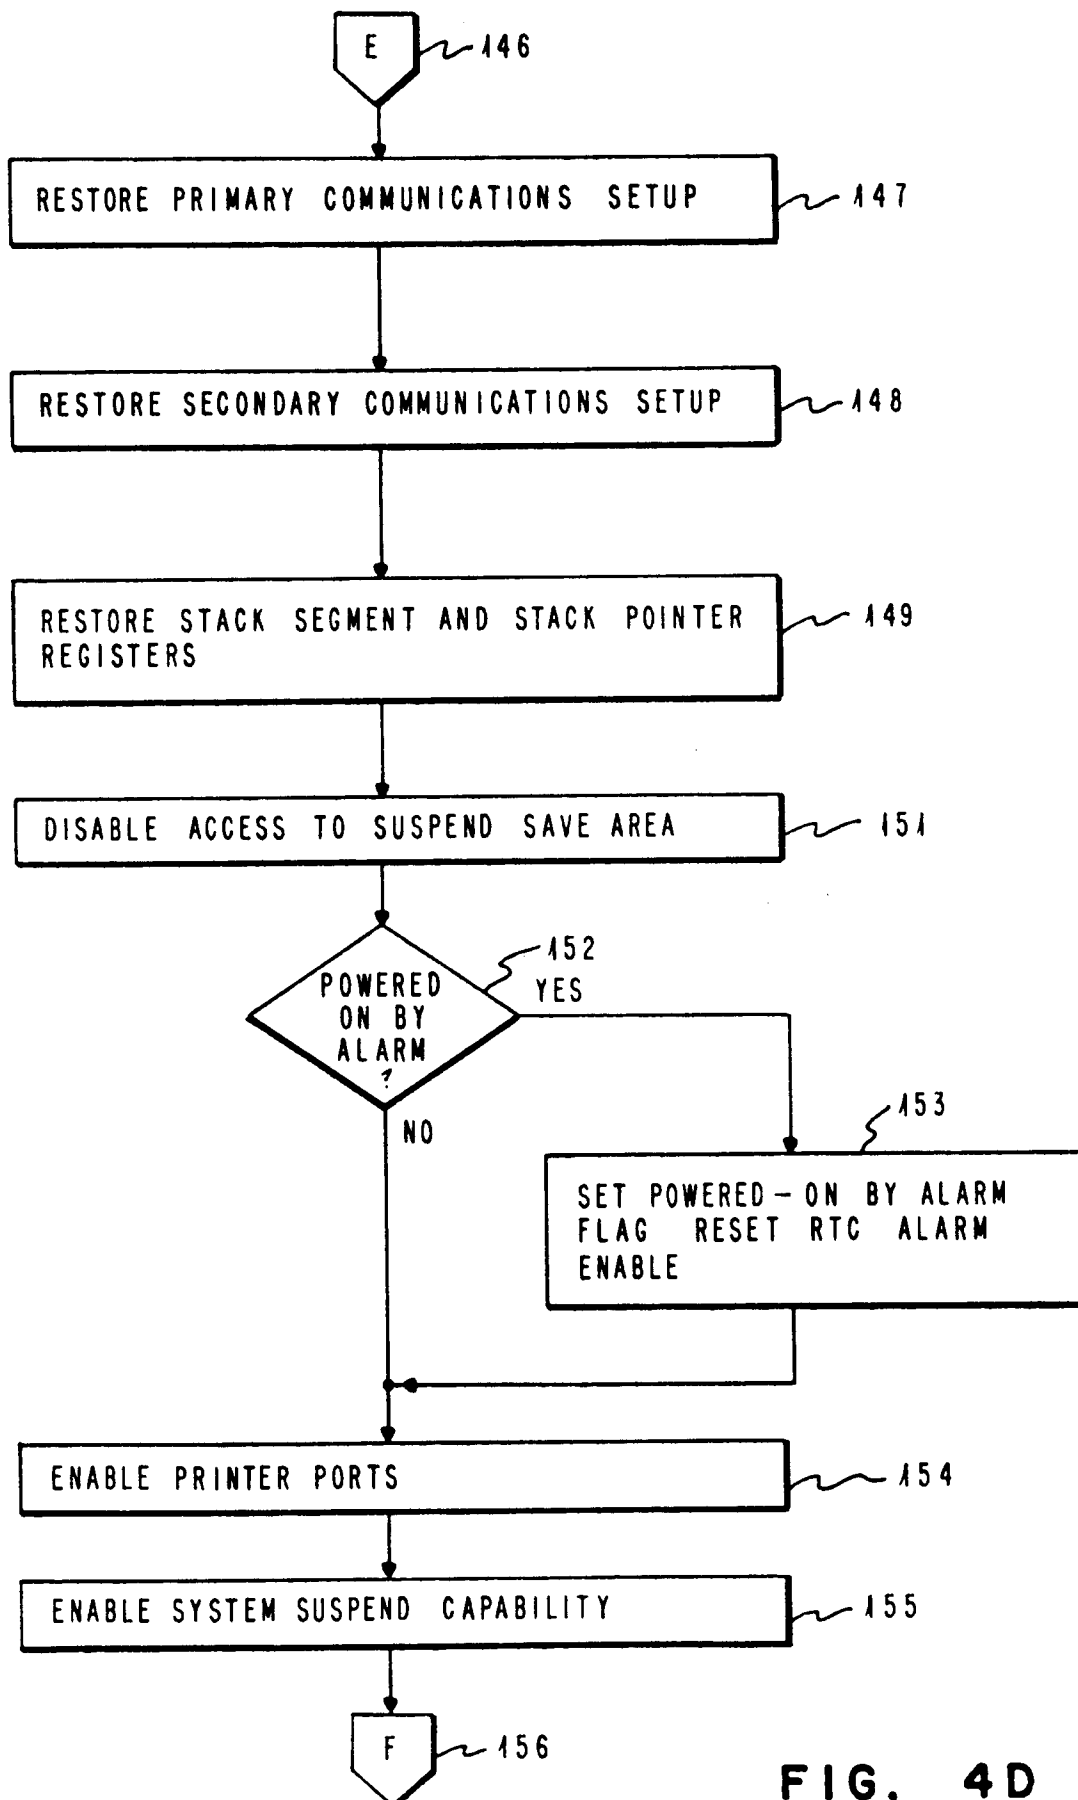 E
146
RESTORE PRIMARY COMMUNICATIONS SETUP
147
RESTORE SECONDARY COMMUNICATIONS SETUP
148
RESTORE STACK SEGMENT AND STACK POINTER
REGISTERS
149
DISABLE ACCESS TO SUSPEND SAVE AREA
151
152
POWERED
ON BY
ALARM
?
YES
NO
153
SET POWERED-ON BY ALARM
FLAG RESET RTC ALARM
ENABLE
ENABLE PRINTER PORTS
154
ENABLE SYSTEM SUSPEND CAPABILITY
155
F
156
FIG. 4D